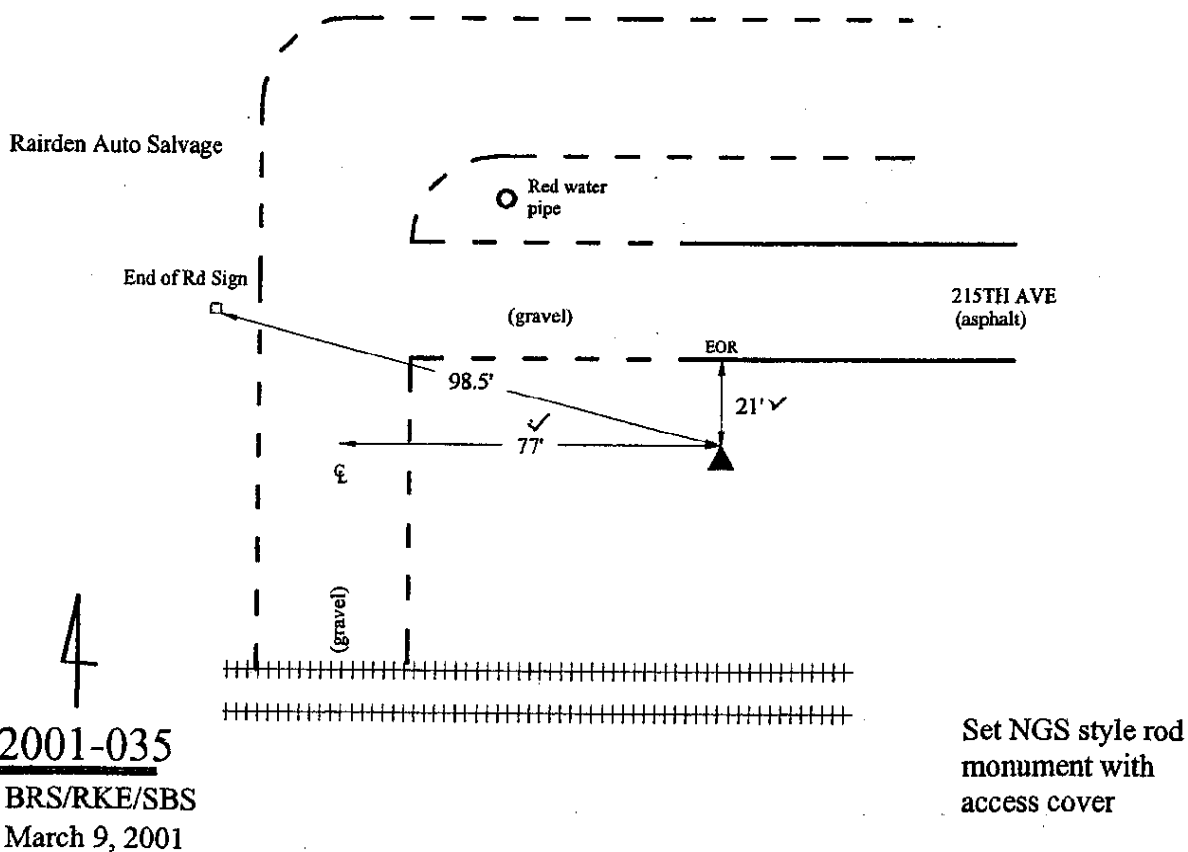 Rairden Auto Salvage
Red water
pipe
End of Rd Sign
(gravel)
215TH AVE
(asphalt)
EOR
98.5'
21' ✓
✓
77'
℄
(gravel)
2001-035
BRS/RKE/SBS
March 9, 2001
Set NGS style rod
monument with
access cover